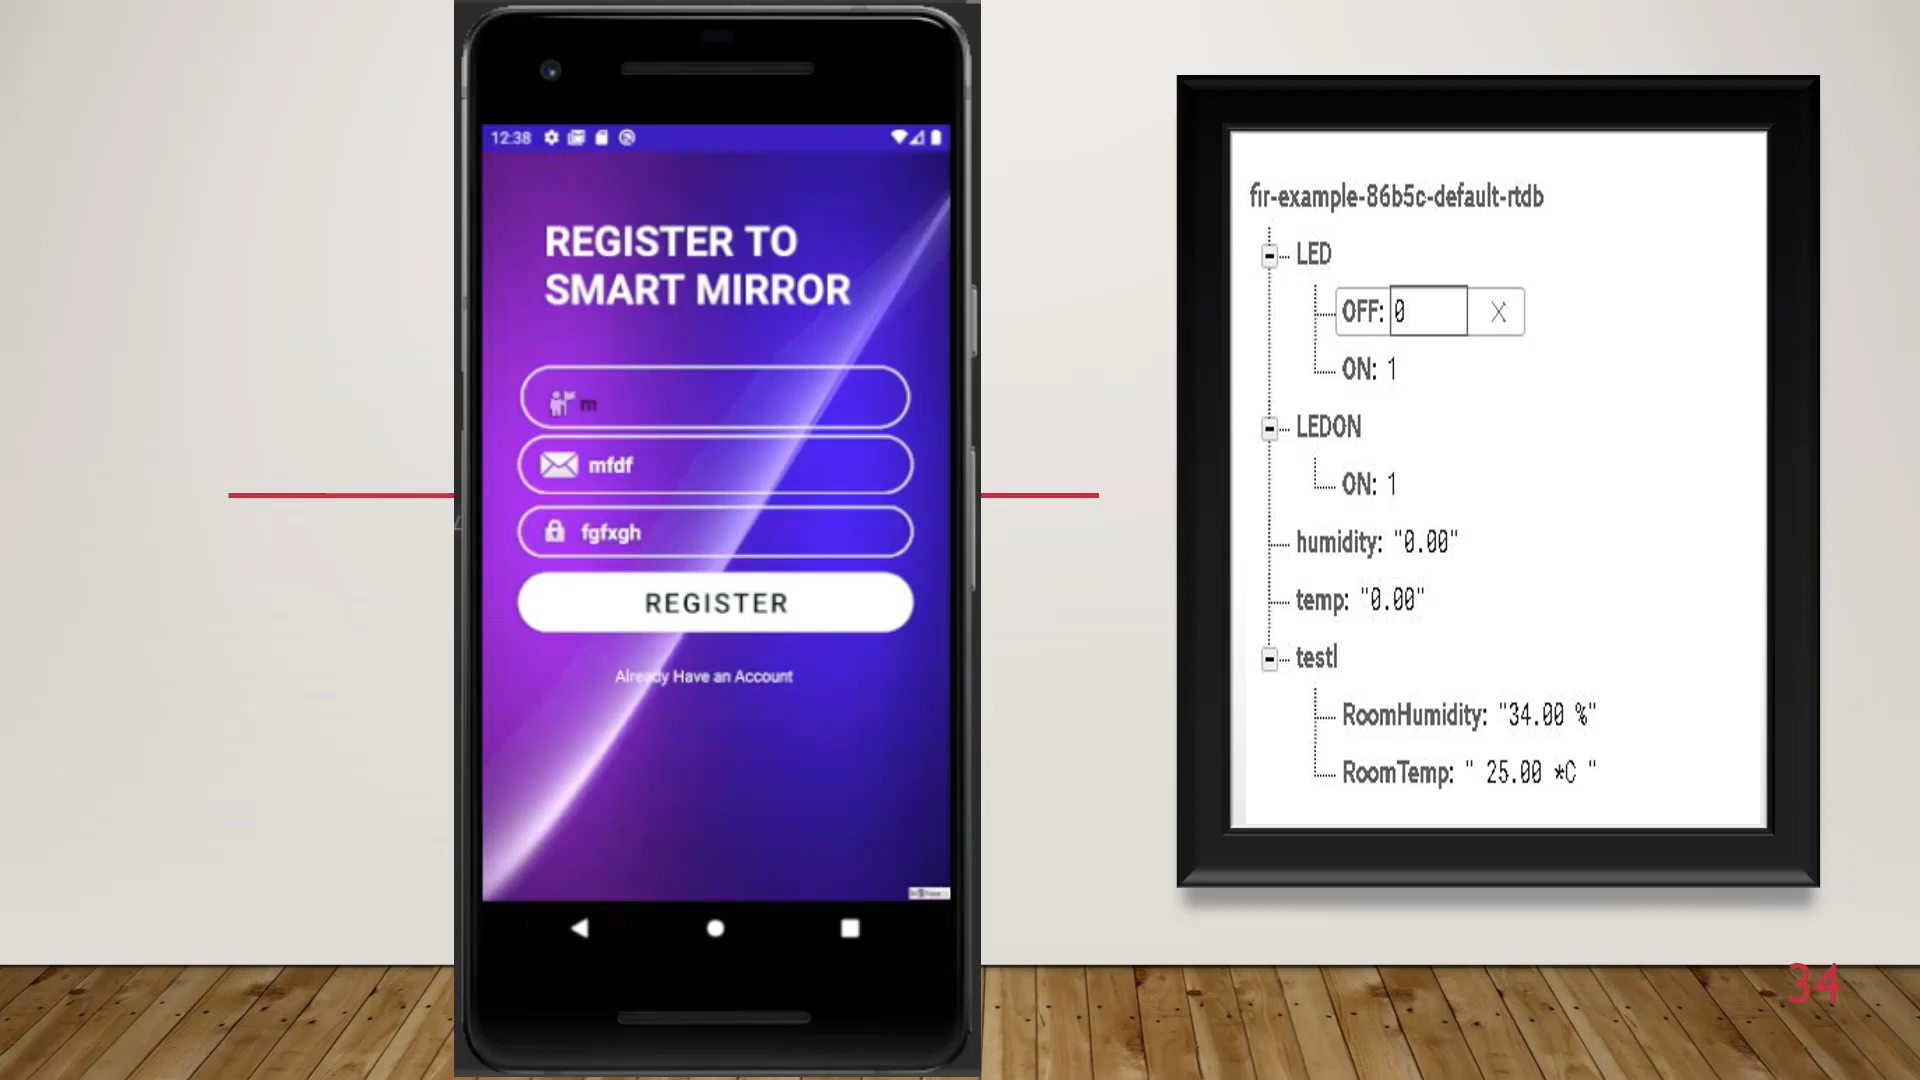 12:38
REGISTER TO
SMART MIRROR
m
mfdf
fgfxgh
REGISTER
Already Have an Account
fir-example-86b5c-default-rtdb
LED
OFF: 0
ON: 1
LEDON
ON: 1
humidity: "0.00"
temp: "0.00"
testl
RoomHumidity: "34.00 %"
RoomTemp: " 25.00 *C "
34